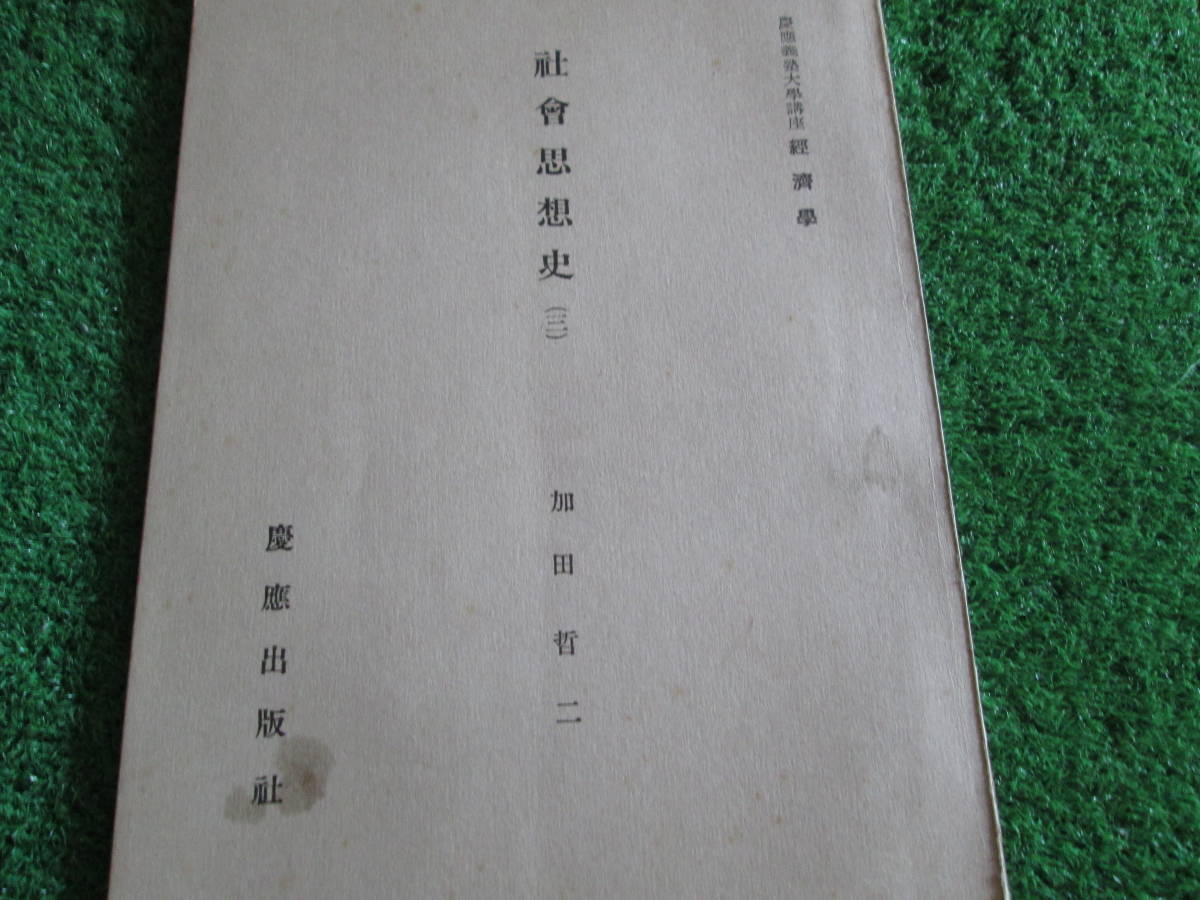 慶應義塾大學講座 經濟學
社會思想史(三)
加田哲二
慶應出版社